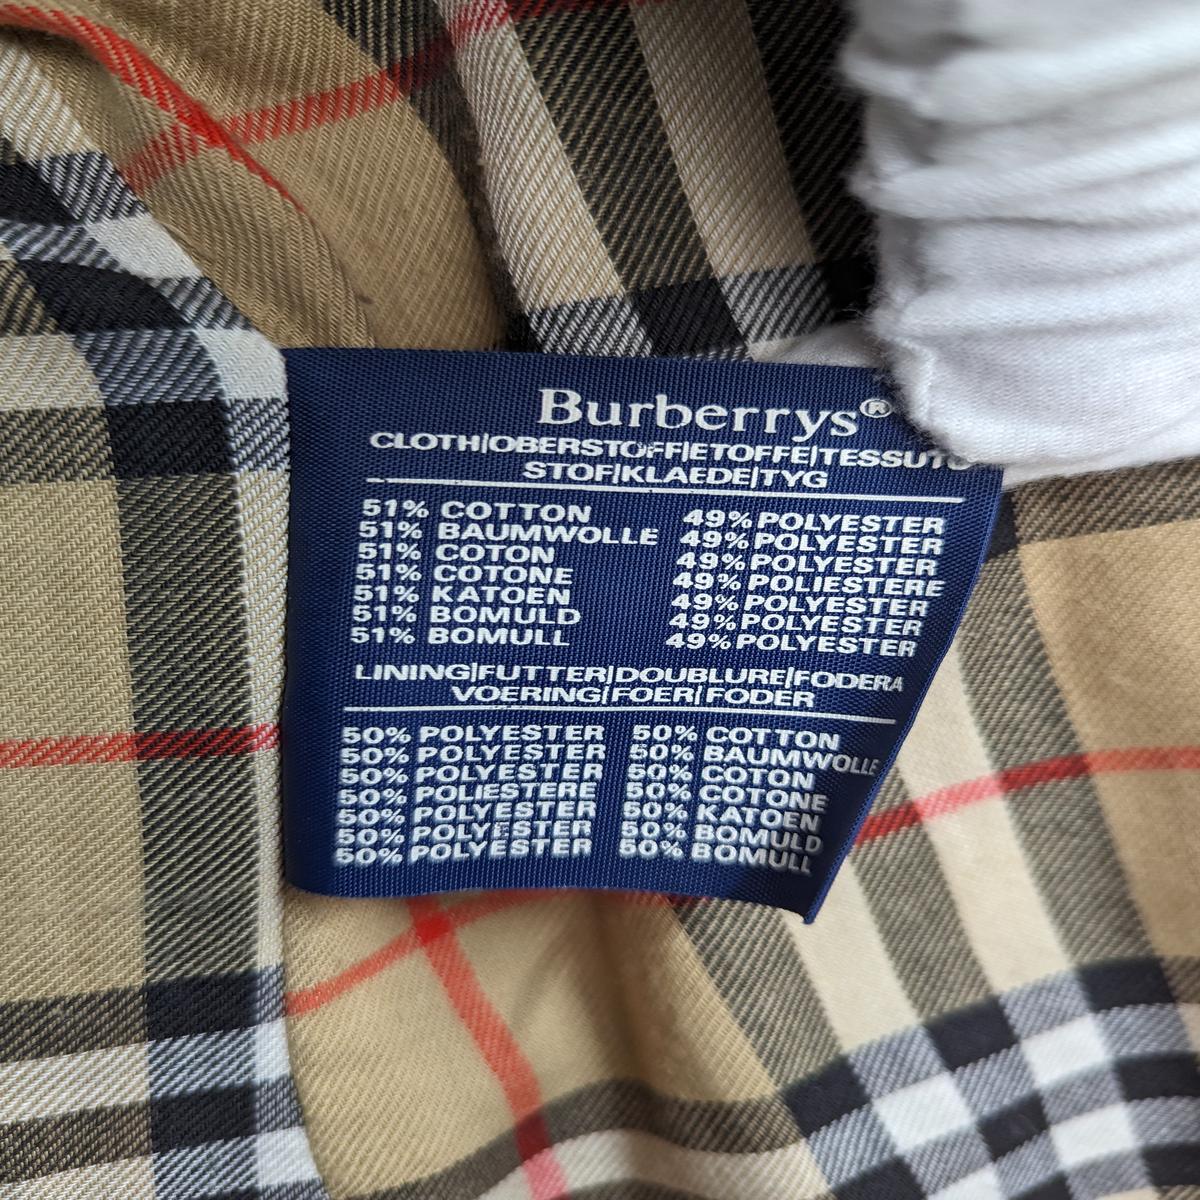 Burberrys®
CLOTH|OBERSTOFF|ETOFFE|TESSUTO
STOF|KLAEDE|TYG
51% COTTON 49% POLYESTER
51% BAUMWOLLE 49% POLYESTER
51% COTON 49% POLYESTER
51% COTONE 49% POLIESTERE
51% KATOEN 49% POLYESTER
51% BOMULD 49% POLYESTER
51% BOMULL 49% POLYESTER
LINING|FUTTER|DOUBLURE|FODERA
VOERING|FOER|FODER
50% POLYESTER 50% COTTON
50% POLYESTER 50% BAUMWOLLE
50% POLYESTER 50% COTON
50% POLIESTERE 50% COTONE
50% POLYESTER 50% KATOEN
50% POLYESTER 50% BOMULD
50% POLYESTER 50% BOMULL